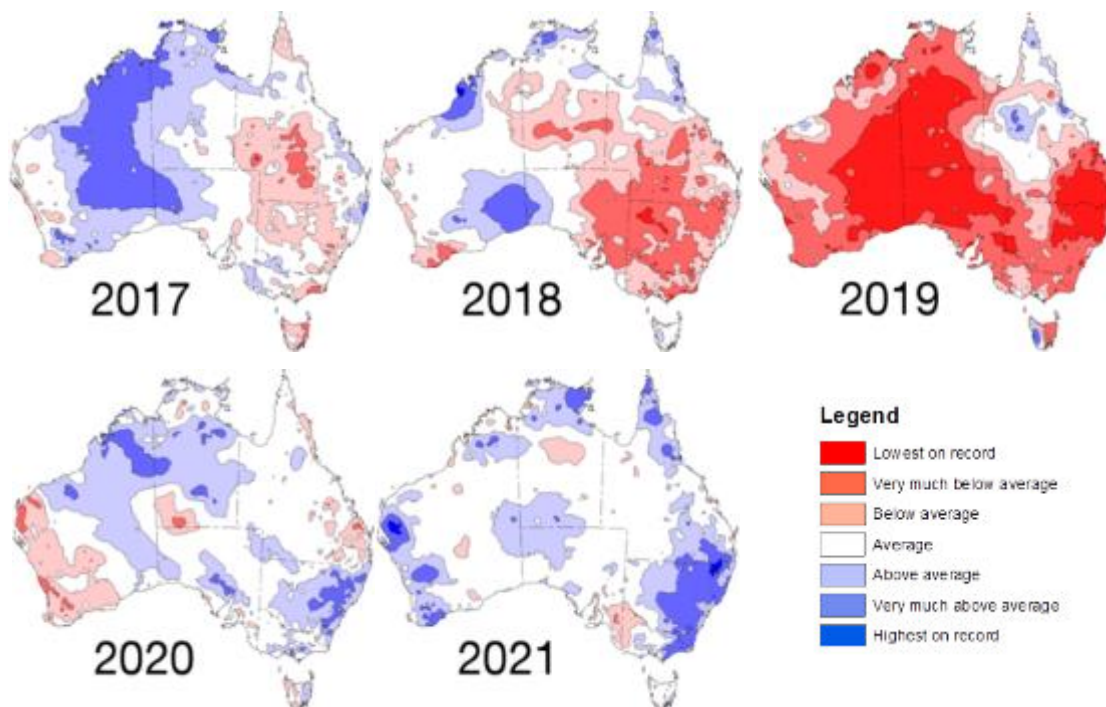 2017
2018
2019
2020
2021
Legend
Lowest on record
Very much below average
Below average
Average
Above average
Very much above average
Highest on record